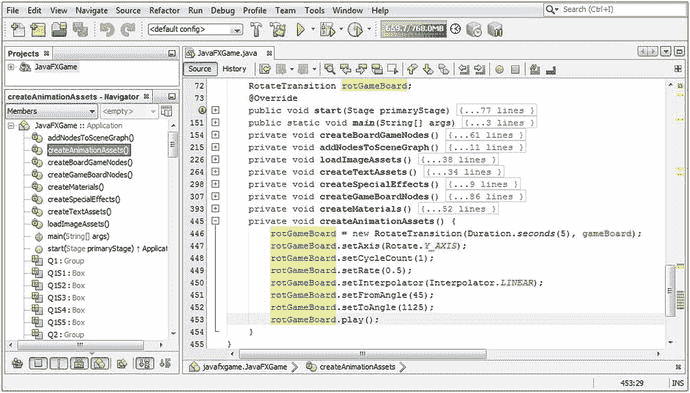 File Edit View Navigate Source Refactor Run Debug Profile Team Tools Window Help
Search (Ctrl+I)
<default config>
659.7/768.0MB
Projects
JavaFXGame
createAnimationAssets - Navigator
Members
<empty>
JavaFXGame :: Application
addNodesToSceneGraph()
createAnimationAssets()
createBoardGameNodes()
createGameBoardNodes()
createMaterials()
createSpecialEffects()
createTextAssets()
loadImageAssets()
main(String[] args)
start(Stage primaryStage) ↑ Applicat
Q1 : Group
Q1S1 : Box
Q1S2 : Box
Q1S3 : Box
Q1S4 : Box
Q1S5 : Box
Q2 : Group
JavaFXGame.java
Source History
72 RotateTransition rotGameBoard;
73 @Override
public void start(Stage primaryStage) {...77 lines }
151 public static void main(String[] args) {...3 lines }
154 private void createBoardGameNodes() {...61 lines }
215 private void addNodesToSceneGraph() {...11 lines }
226 private void loadImageAssets() {...38 lines }
264 private void createTextAssets() {...34 lines }
298 private void createSpecialEffects() {...9 lines }
307 private void createGameBoardNodes() {...86 lines }
393 private void createMaterials() {...52 lines }
445 private void createAnimationAssets() {
446 rotGameBoard = new RotateTransition(Duration.seconds(5), gameBoard);
447 rotGameBoard.setAxis(Rotate.Y_AXIS);
448 rotGameBoard.setCycleCount(1);
449 rotGameBoard.setRate(0.5);
450 rotGameBoard.setInterpolator(Interpolator.LINEAR);
451 rotGameBoard.setFromAngle(45);
452 rotGameBoard.setToAngle(1125);
453 rotGameBoard.play();
454 }
455 }
javafxgame.JavaFXGame
createAnimationAssets
453:29
INS